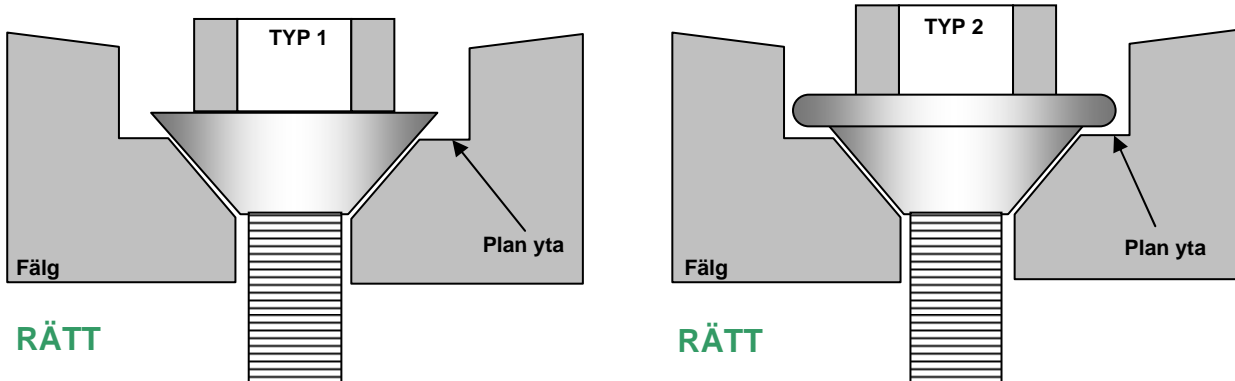 TYP 1
Plan yta
Fälg
RÄTT
TYP 2
Plan yta
Fälg
RÄTT